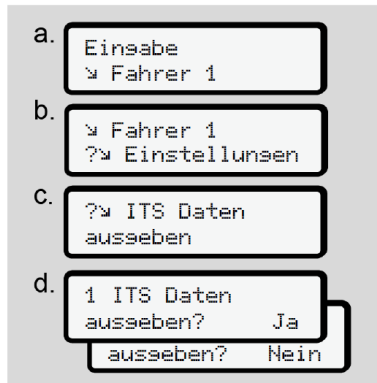 a.
Eingabe
↘ Fahrer 1
b.
↘ Fahrer 1
?↘ Einstellungen
c.
?↘ ITS Daten
ausgeben
d.
1 ITS Daten
ausgeben? Ja
ausgeben? Nein